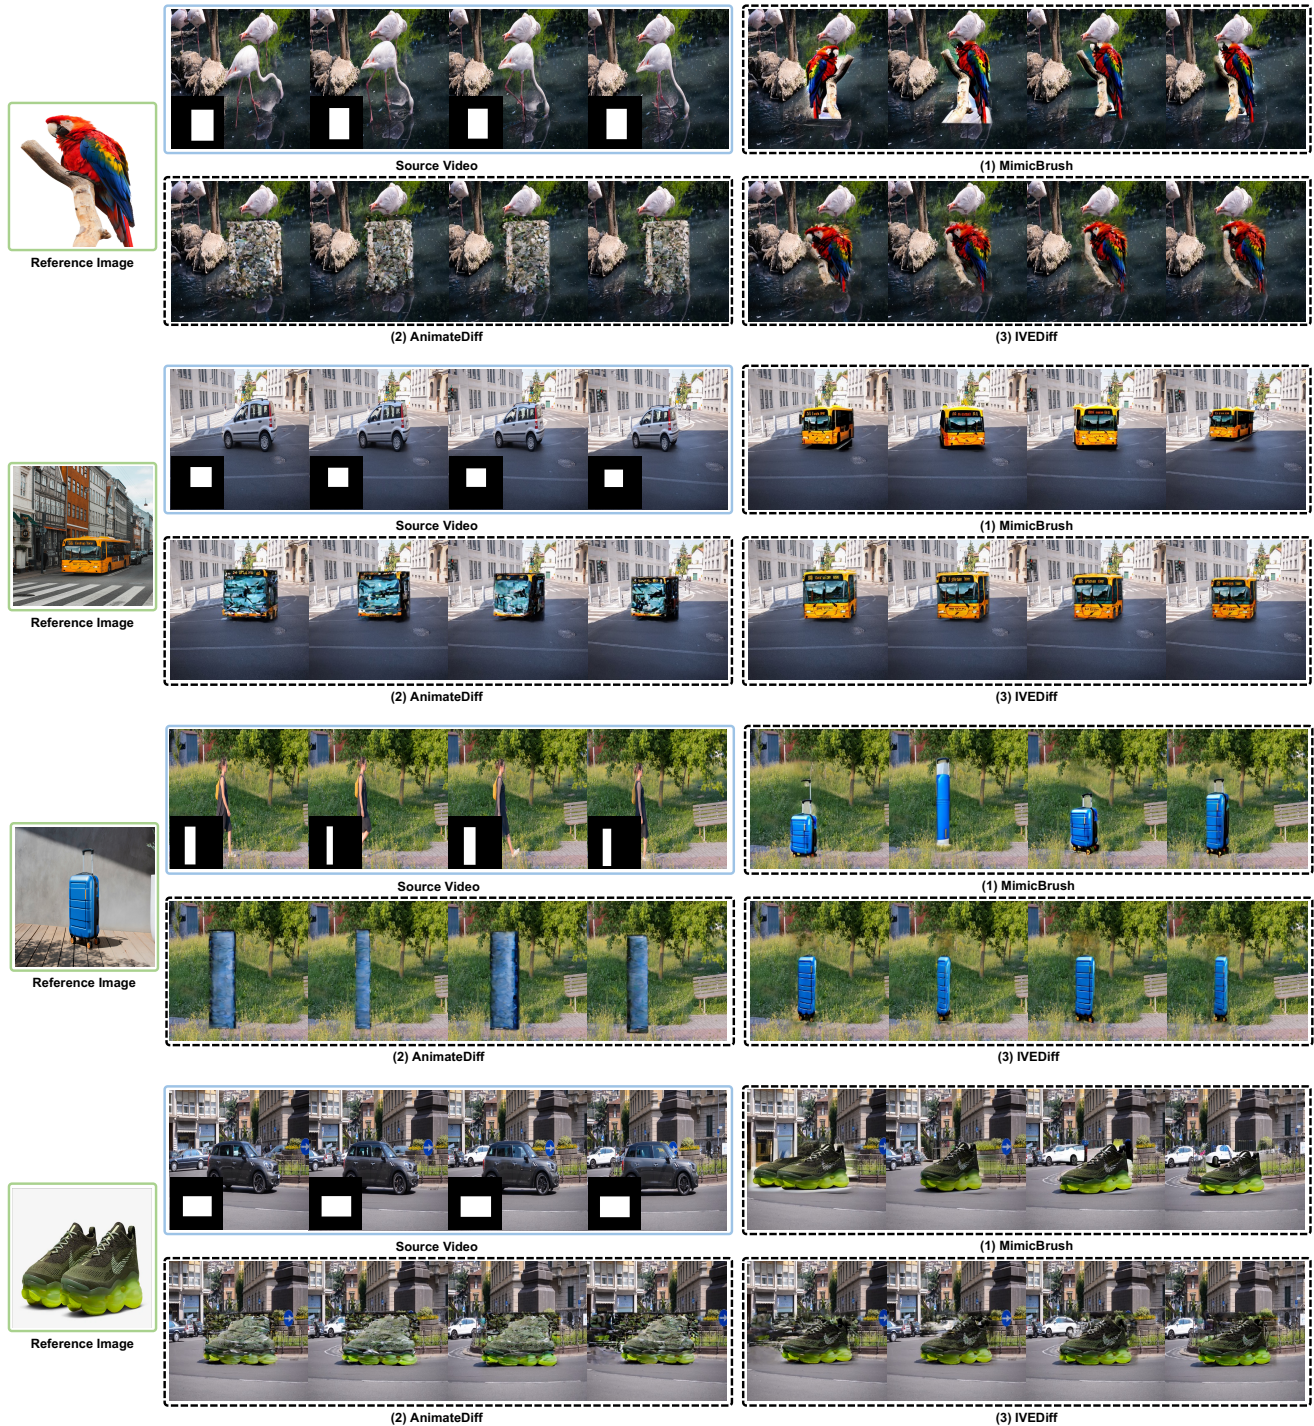 Source Video
(1) MimicBrush
Reference Image
(2) AnimateDiff
(3) IVEDiff
Source Video
(1) MimicBrush
Reference Image
(2) AnimateDiff
(3) IVEDiff
Source Video
(1) MimicBrush
Reference Image
(2) AnimateDiff
(3) IVEDiff
Source Video
(1) MimicBrush
Reference Image
(2) AnimateDiff
(3) IVEDiff